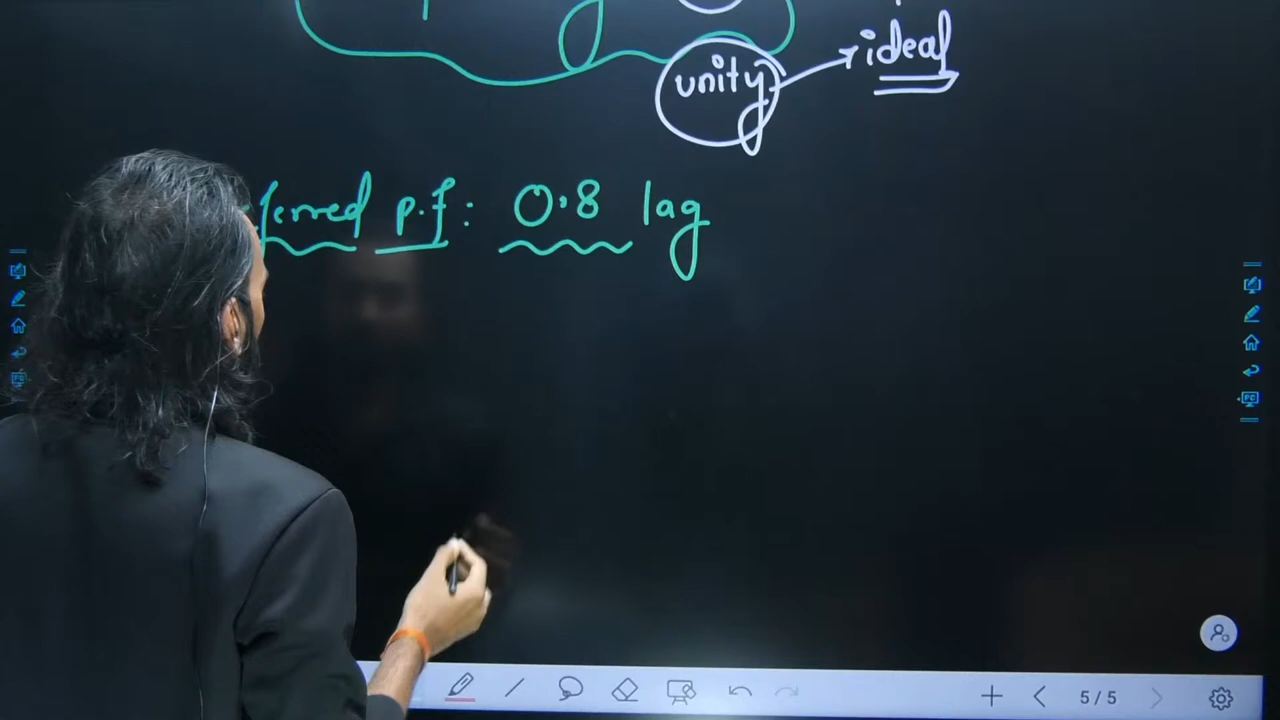 unity → ideal
ferred p.f: 0.8 lag
5 / 5